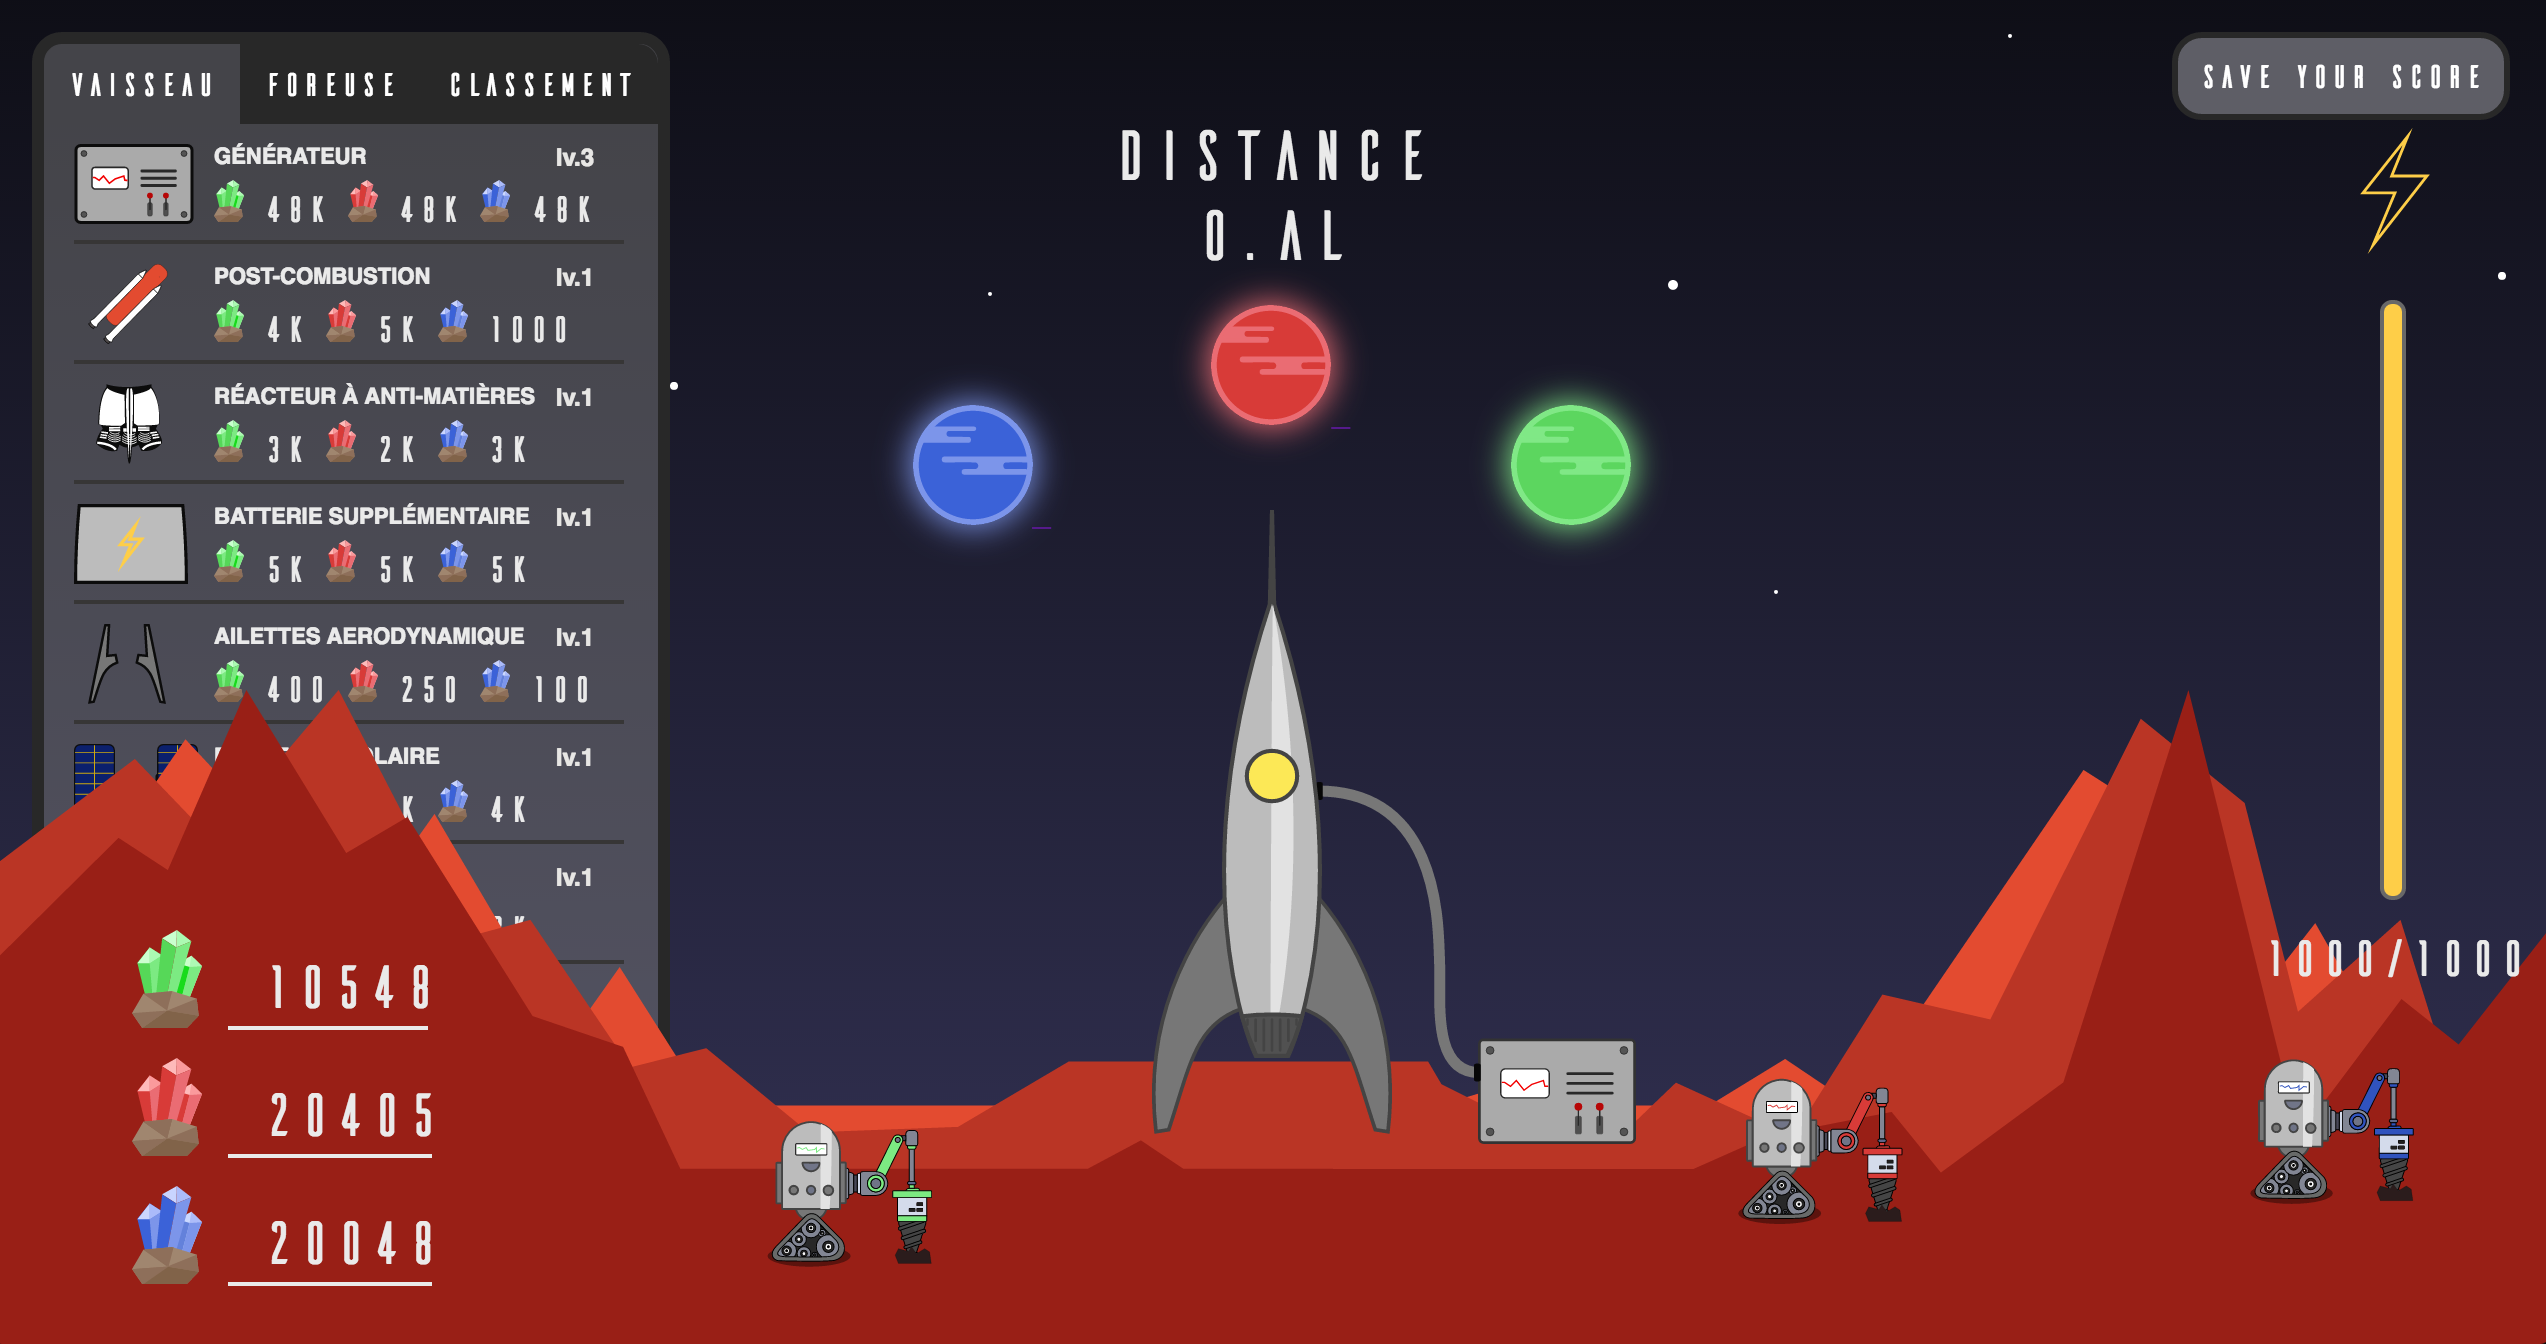 VAISSEAU FOREUSE CLASSEMENT
GÉNÉRATEUR lv.3
48K 48K 48K
POST-COMBUSTION lv.1
4K 5K 1000
RÉACTEUR À ANTI-MATIÈRES lv.1
3K 2K 3K
BATTERIE SUPPLÉMENTAIRE lv.1
5K 5K 5K
AILETTES AERODYNAMIQUE lv.1
400 250 100
LAIRE lv.1
K 4K
lv.1
K
10548
20405
20048
DISTANCE
0.AL
SAVE YOUR SCORE
1000/1000